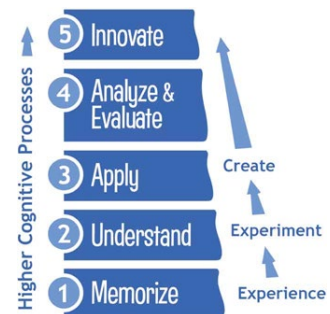 5 Innovate
4 Analyze &
Evaluate
3 Apply
2 Understand
1 Memorize
Higher Cognitive Processes
Create
Experiment
Experience